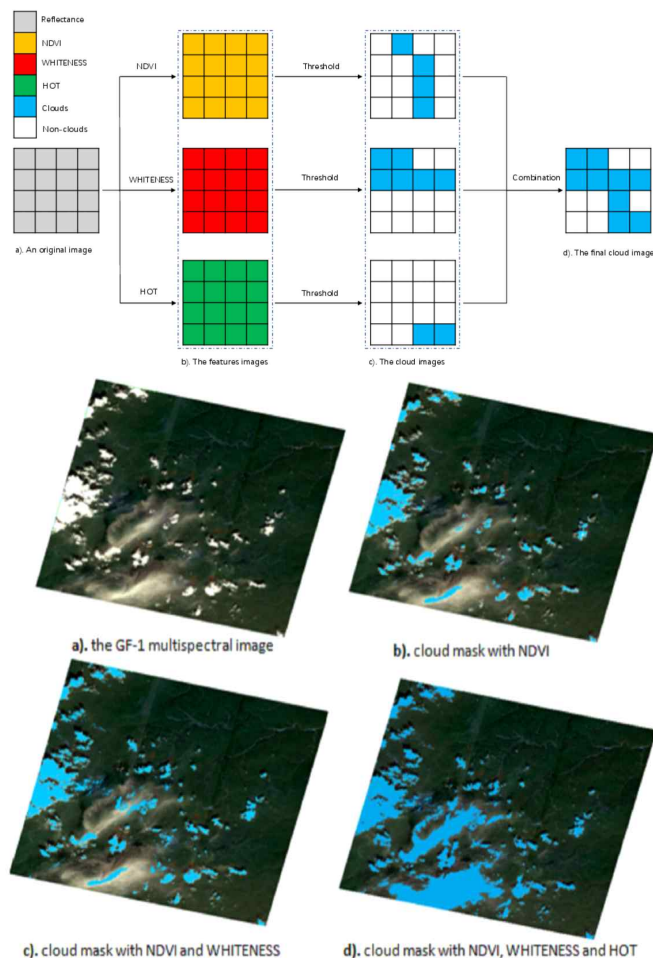 Reflectance
NDVI
WHITENESS
HOT
Clouds
Non-clouds
NDVI
Threshold
WHITENESS
Threshold
Combination
a). An original image
d). The final cloud image
HOT
Threshold
b). The features images
c). The cloud images
a). the GF-1 multispectral image
b). cloud mask with NDVI
c). cloud mask with NDVI and WHITENESS
d). cloud mask with NDVI, WHITENESS and HOT